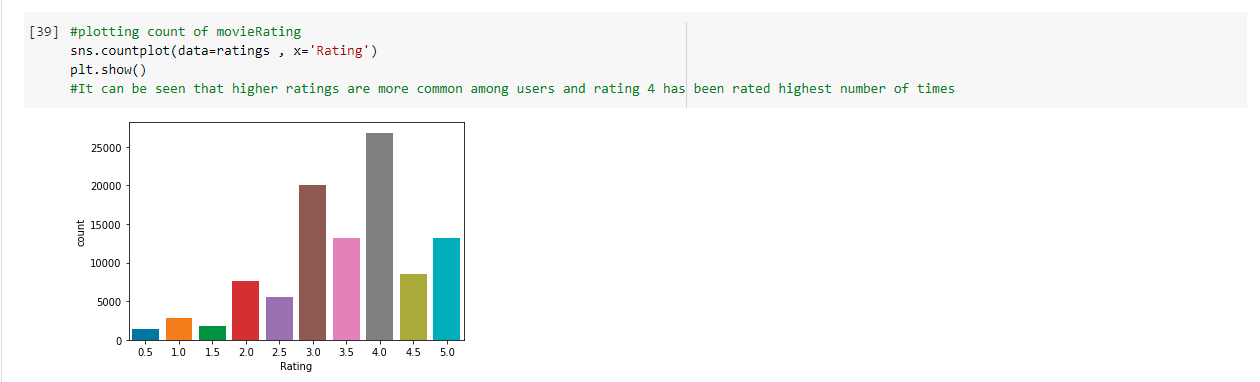 [39] #plotting count of movieRating
sns.countplot(data=ratings , x='Rating')
plt.show()
#It can be seen that higher ratings are more common among users and rating 4 has been rated highest number of times
25000
20000
15000
10000
5000
0
count
0.5 1.0 1.5 2.0 2.5 3.0 3.5 4.0 4.5 5.0
Rating